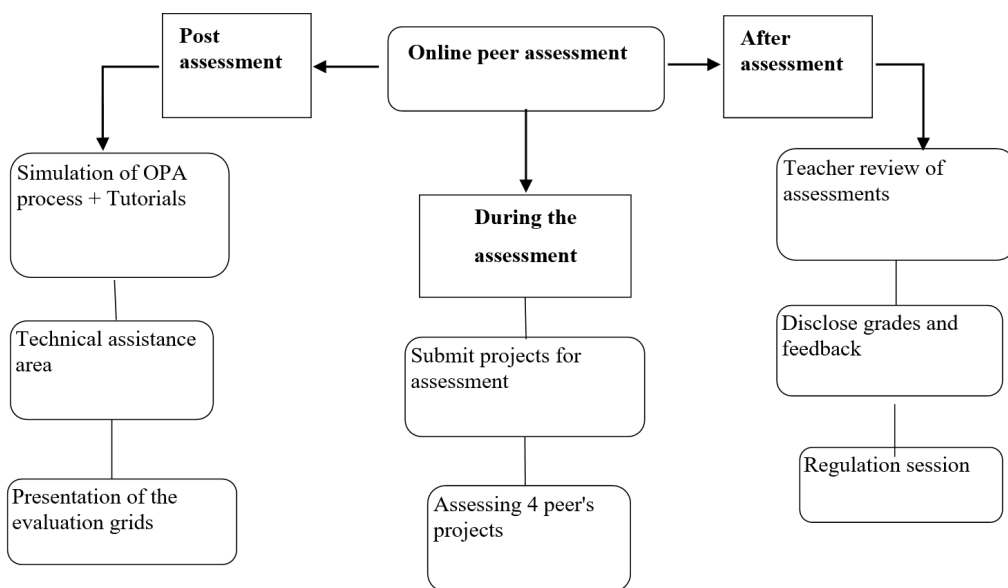 Post
assessment
Online peer assessment
After
assessment
Simulation of OPA
process + Tutorials
Technical assistance
area
Presentation of the
evaluation grids
During the
assessment
Submit projects for
assessment
Assessing 4 peer's
projects
Teacher review of
assessments
Disclose grades and
feedback
Regulation session